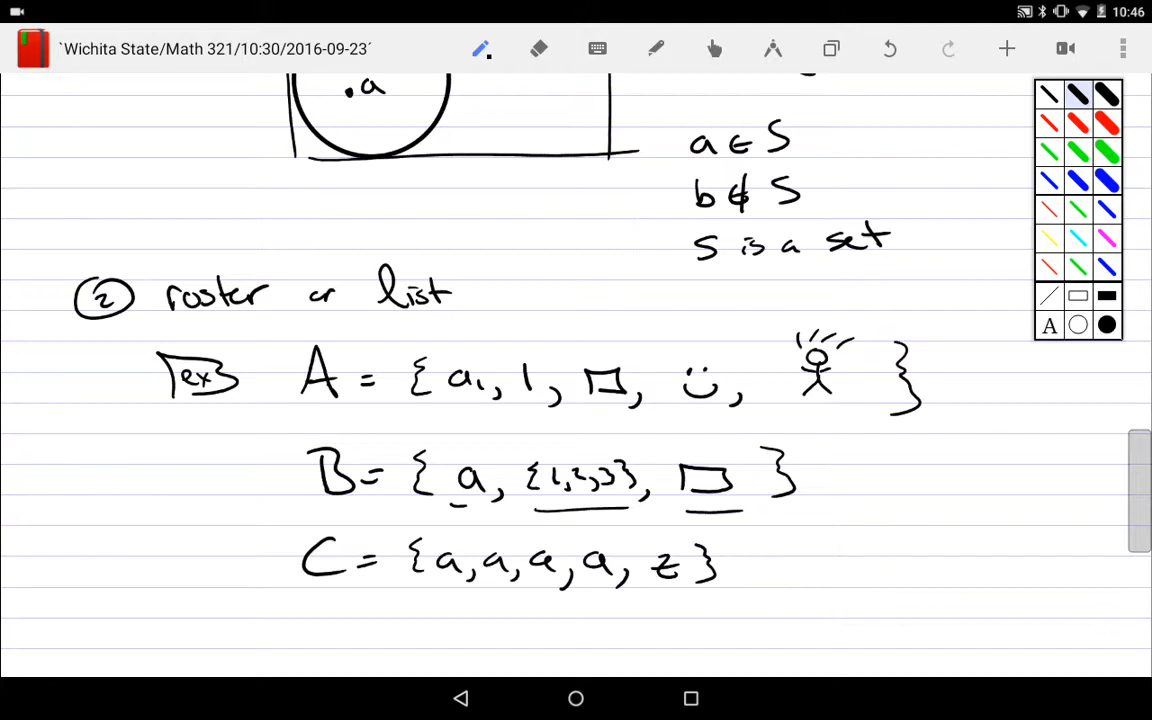 10:46
`Wichita State/Math 321/10:30/2016-09-23´
a
a ∈ S
b ∉ S
S is a set
② roster or list
ex A = { a₁, 1, ▭, ☺, }
B = { a, {1,2,3}, ▭ }
C = {a, a, a, a, z}
A